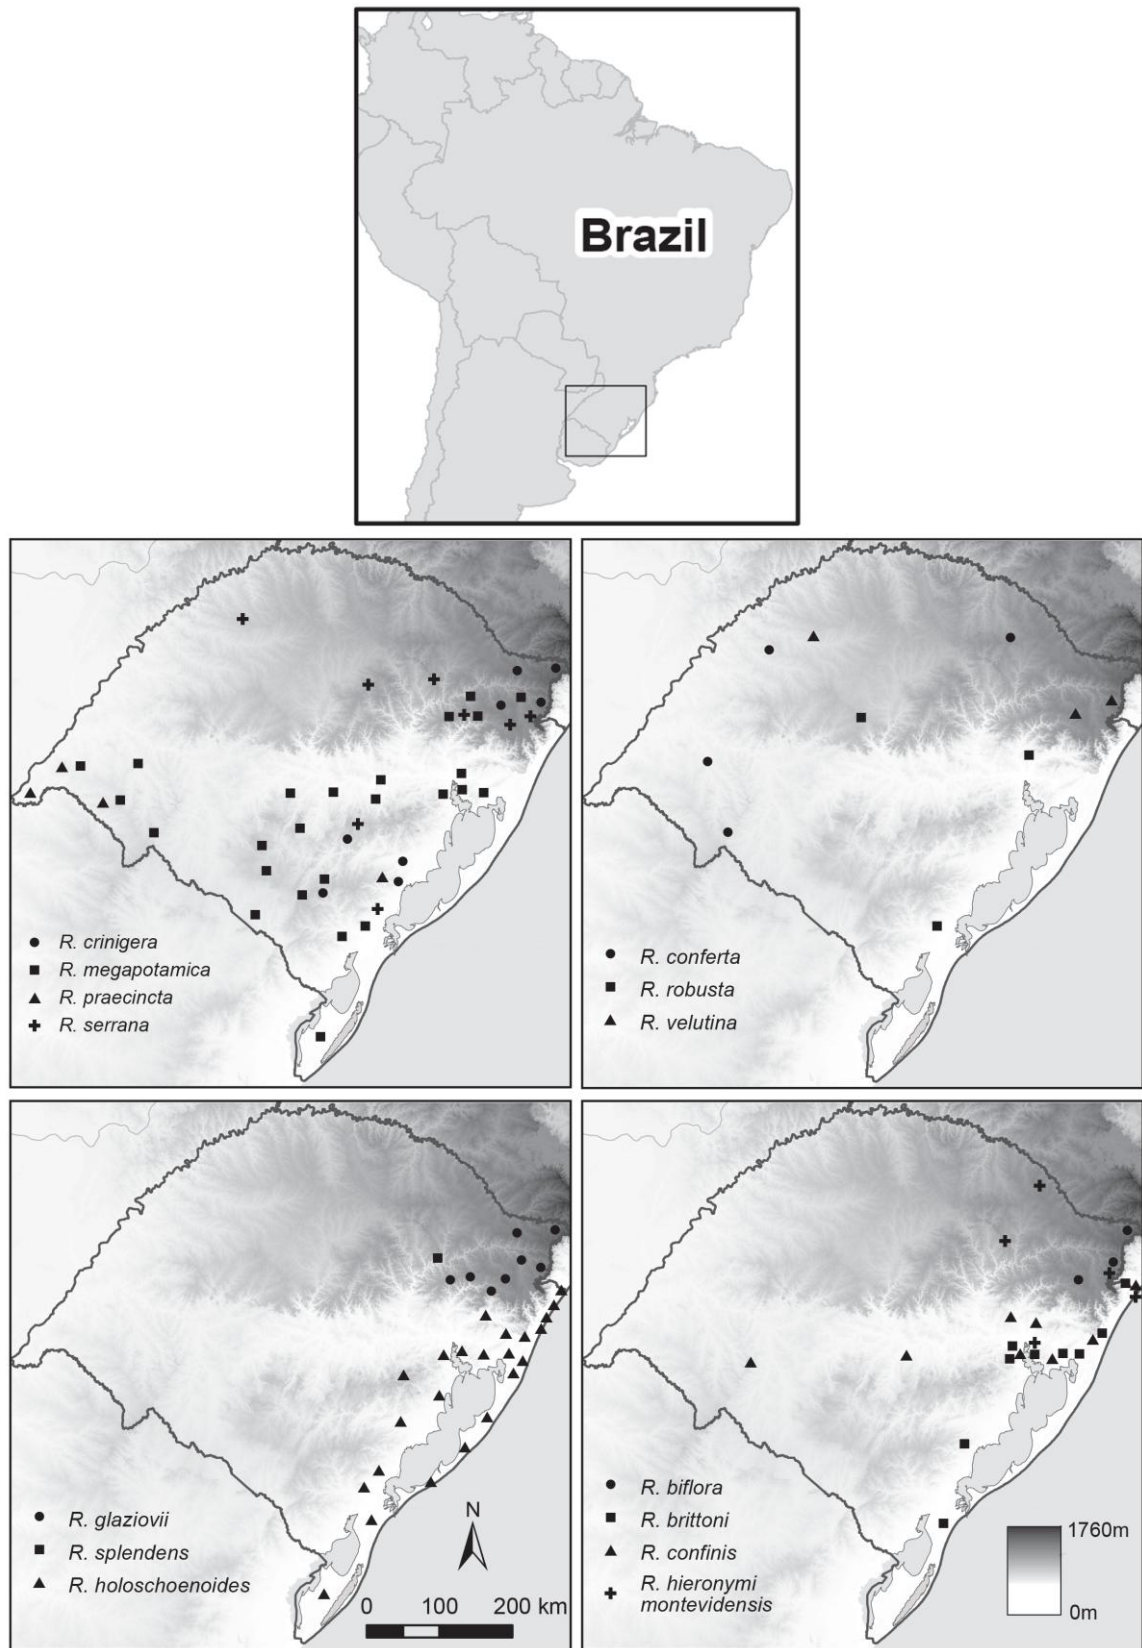 Brazil
R. crinigera
R. megapotamica
R. praecincta
R. serrana
R. conferta
R. robusta
R. velutina
R. glaziovii
R. splendens
R. holoschoenoides
N
0 100 200 km
R. biflora
R. brittoni
R. confinis
R. hieronymi
montevidensis
1760m
0m